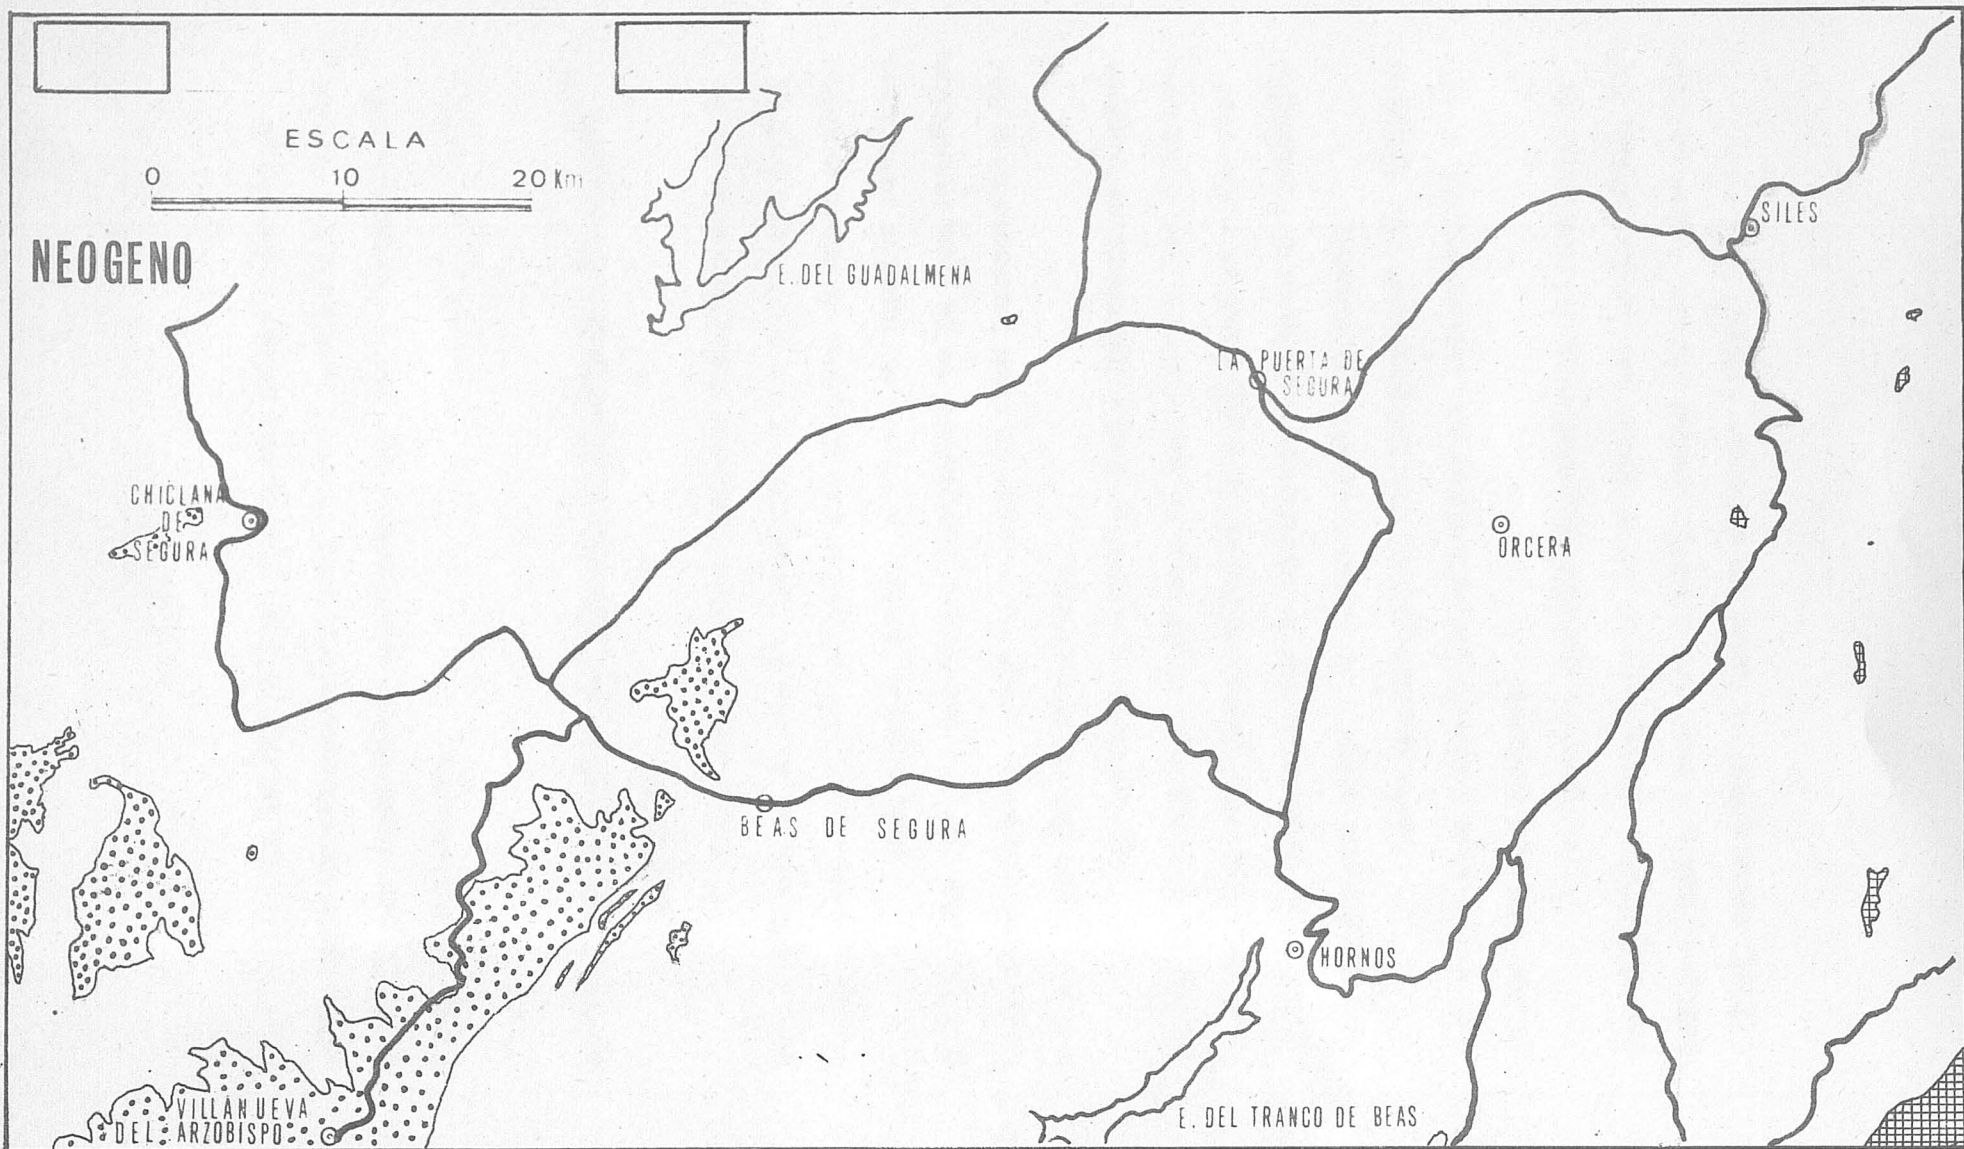 ESCALA
0 10 20 Km
NEOGENO
SILES
E. DEL GUADALMENA
LA PUERTA DE
SEGURA
CHICLANA
DE
SEGURA
ORCERA
BEAS DE SEGURA
HORNOS
VILLANUEVA
DEL ARZOBISPO
E. DEL TRANCO DE BEAS